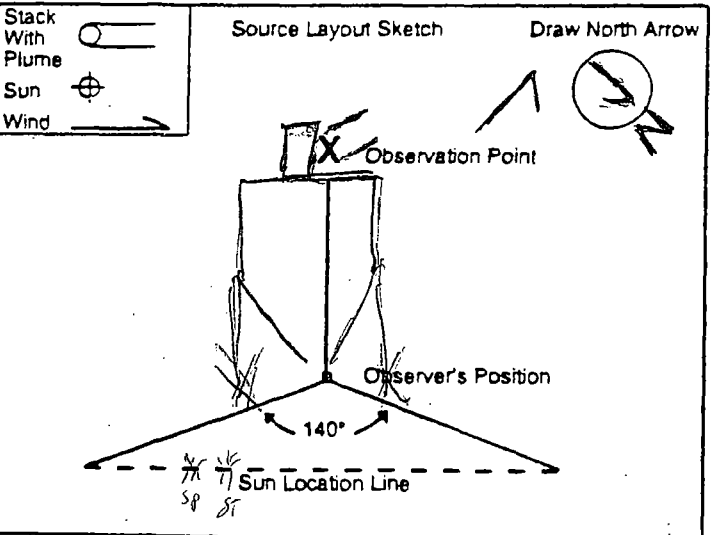 Stack
With
Plume
Sun
Wind
Source Layout Sketch
Draw North Arrow
N
X
Observation Point
Observer's Position
140°
Sun Location Line